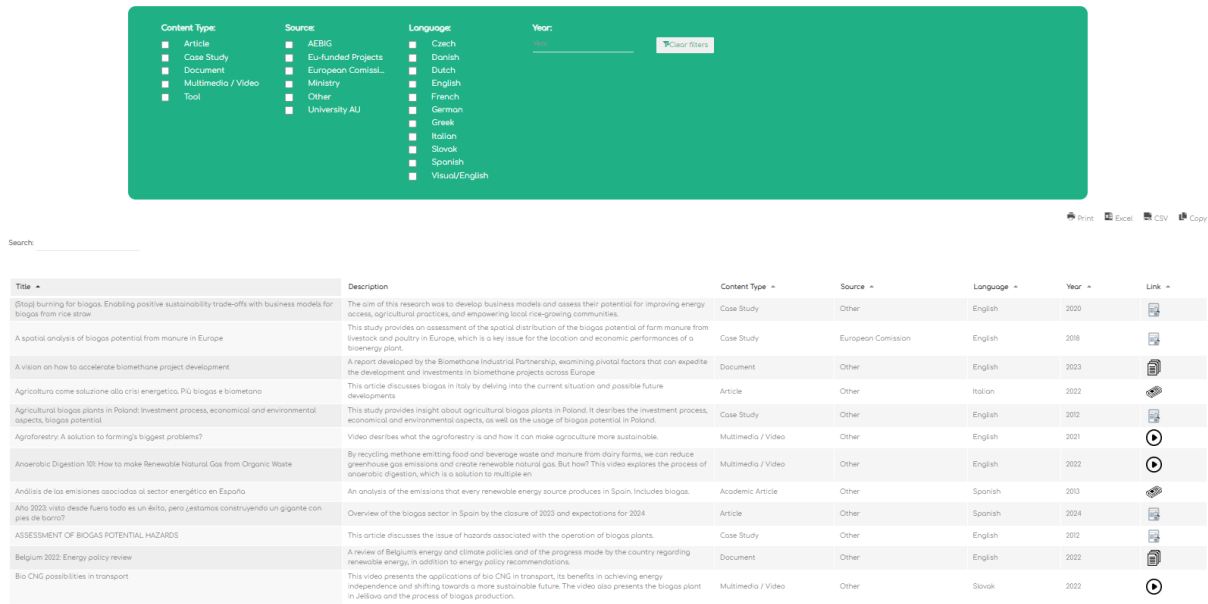 Content Type: Source: Language: Year:
Article AEBIG Czech Year
Case Study Eu-funded Projects Danish Clear filters
Document European Comissi... Dutch
Multimedia / Video Ministry English
Tool Other French
University AU German
Greek
Italian
Slovak
Spanish
Visual/English
Print Excel CSV Copy
Search:
Title Description Content Type Source Language Year Link
(Stop) burning for biogas. Enabling positive sustainability trade-offs with business models for
biogas from rice straw
The aim of this research was to develop business models and assess their potential for improving energy
access, agricultural practices, and empowering local rice-growing communities.
Case Study Other English 2020
A spatial analysis of biogas potential from manure in Europe
This study provides an assessment of the spatial distribution of the biogas potential of farm manure from
livestock and poultry in Europe, which is a key issue for the location and economic performances of a
bioenergy plant.
Case Study European Comission English 2018
A vision on how to accelerate biomethane project development
A report developed by the Biomethane Industrial Partnership, examining pivotal factors that can expedite
the development and investments in biomethane projects across Europe
Document Other English 2023
Agricoltura come soluzione alla crisi energetica. Più biogas e biometano
This article discusses biogas in italy by delving into the current situation and possible future
developments
Article Other Italian 2022
Agricultural biogas plants in Poland: Investment process, economical and environmental
aspects, biogas potential
This study provides insight about agricultural biogas plants in Poland. It desribes the investment process,
economical and environmental aspects, as well as the usage of biogas potential in Poland.
Case Study Other English 2012
Agroforestry: A solution to farming's biggest problems?
Video desribes what the agroforestry is and how it can make agroculture more sustainable.
Multimedia / Video Other English 2021
Anaerobic Digestion 101: How to make Renewable Natural Gas from Organic Waste
By recycling methane emitting food and beverage waste and manure from dairy farms, we can reduce
greenhouse gas emissions and create renewable natural gas. But how? This video explores the process of
anaerobic digestion, which is a solution to multiple en
Multimedia / Video Other English 2022
Análisis de las emisiones asociadas al sector energético en España
An analysis of the emissions that every renewable energy source produces in Spain. Includes biogas.
Academic Article Other Spanish 2013
Año 2023: visto desde fuera todo es un éxito, pero ¿estamos construyendo un gigante con
pies de barro?
Overview of the biogas sector in Spain by the closure of 2023 and expectations for 2024
Article Other Spanish 2024
ASSESSMENT OF BIOGAS POTENTIAL HAZARDS
This article discusses the issue of hazards associated with the operation of biogas plants.
Case Study Other English 2012
Belgium 2022: Energy policy review
A review of Belgium's energy and climate policies and of the progress made by the country regarding
renewable energy, in addition to energy policy recommendations.
Document Other English 2022
Bio CNG possibilities in transport
This video presents the applications of bio CNG in transport, its benefits in achieving energy
independence and shifting towards a more sustainable future. The video also presents the biogas plant
in Jelšava and the process of biogas production.
Multimedia / Video Other Slovak 2022